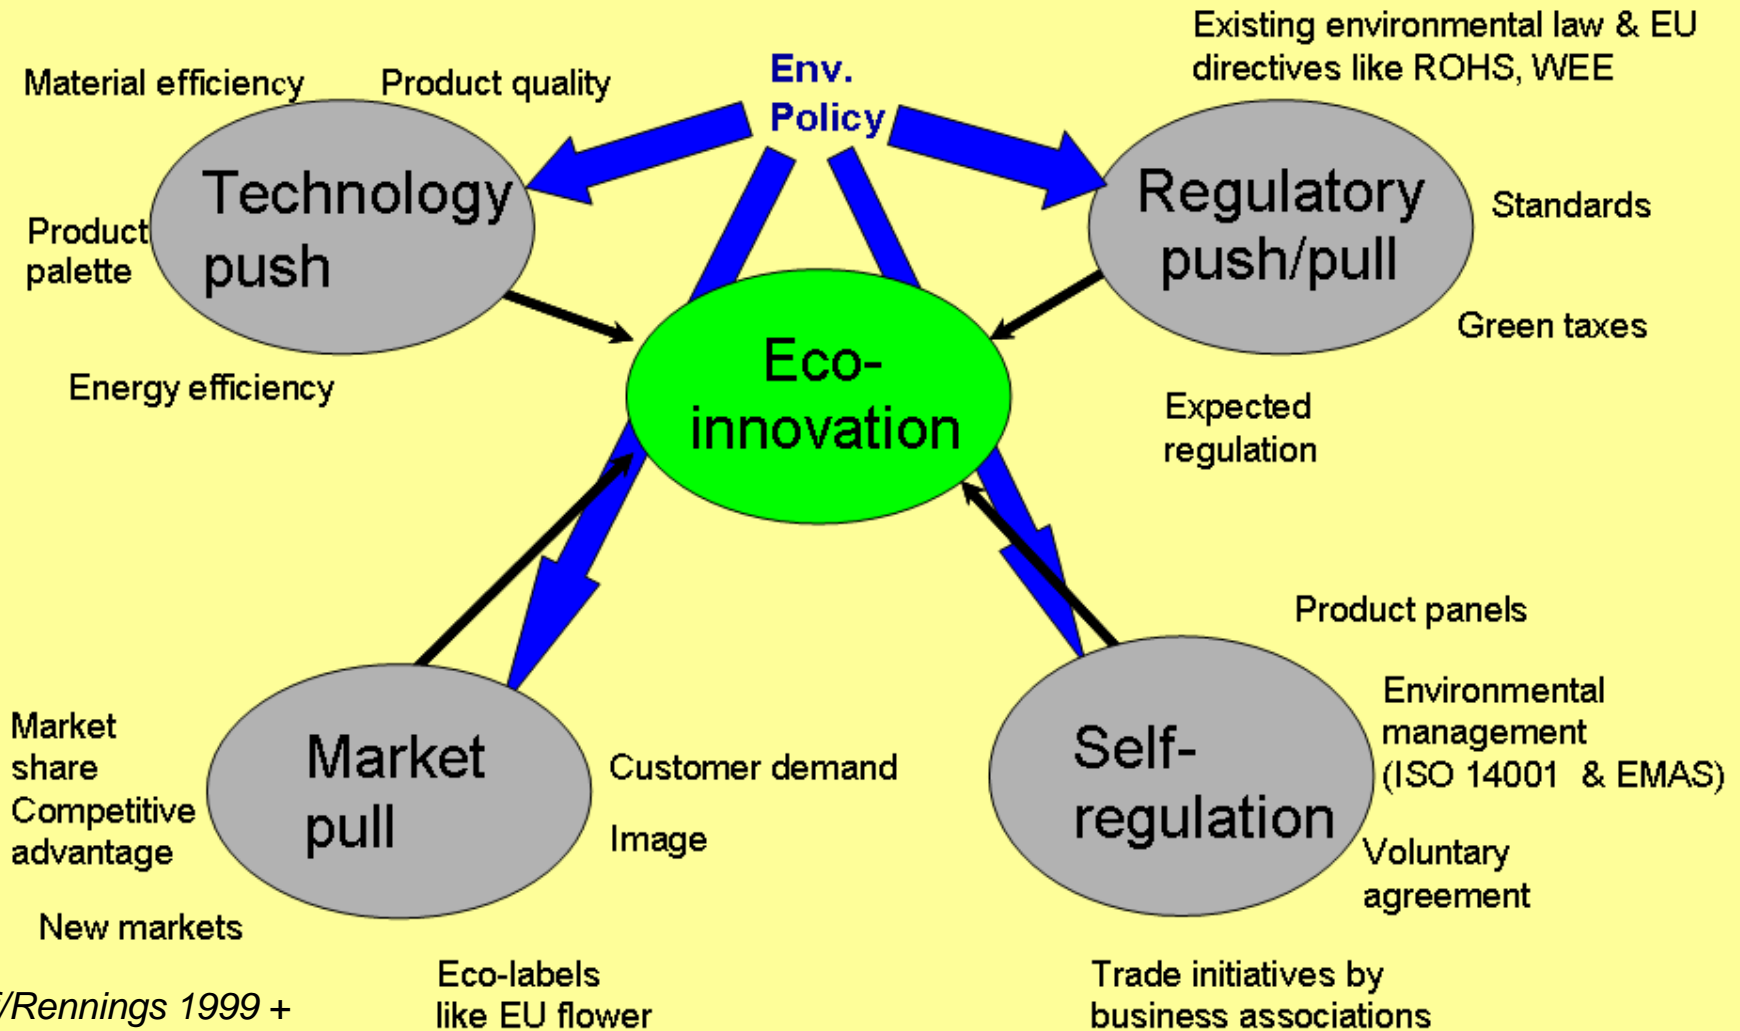 Existing environmental law & EU
directives like ROHS, WEE
Env.
Policy
Material efficiency
Product quality
Technology
push
Product
palette
Energy efficiency
Regulatory
push/pull
Standards
Green taxes
Expected
regulation
Eco-
innovation
Product panels
Environmental
management
(ISO 14001 & EMAS)
Self-
regulation
Voluntary
agreement
Trade initiatives by
business associations
Market
share
Competitive
advantage
Market
pull
Customer demand
Image
New markets
Eco-labels
like EU flower
/Rennings 1999 +